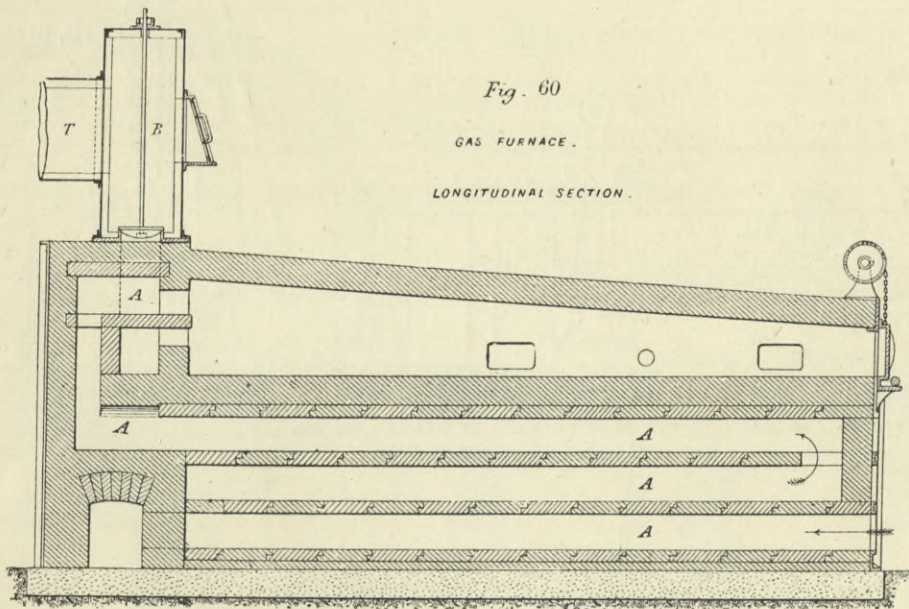 Fig. 60
T
B
GAS FURNACE.
LONGITUDINAL SECTION.
A
A
A
A
A